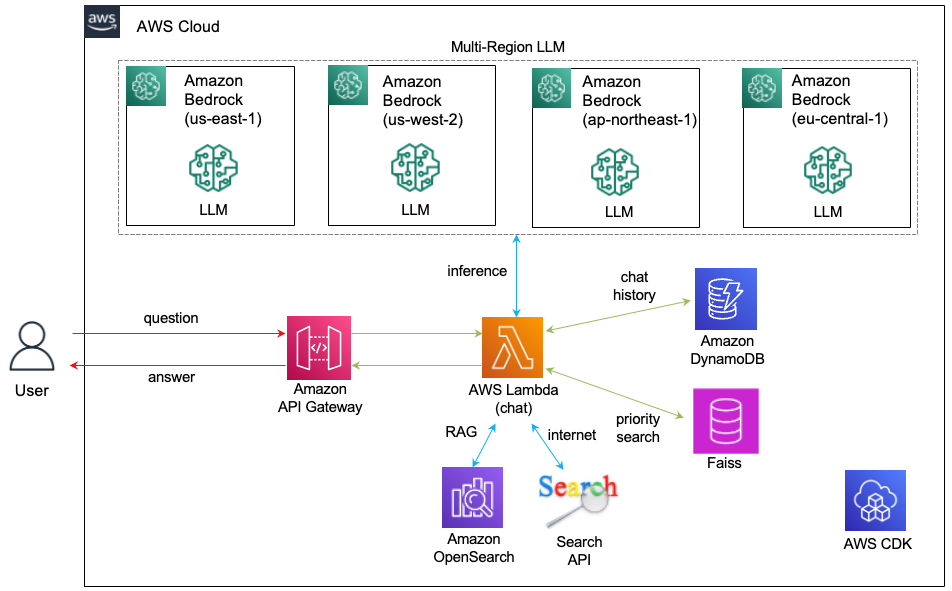 aws
AWS Cloud
Multi-Region LLM
Amazon
Bedrock
(us-east-1)
LLM
Amazon
Bedrock
(us-west-2)
LLM
Amazon
Bedrock
(ap-northeast-1)
LLM
Amazon
Bedrock
(eu-central-1)
LLM
inference
chat
history
Amazon
DynamoDB
question
answer
User
</>
Amazon
API Gateway
AWS Lambda
(chat)
priority
search
Faiss
RAG
internet
Amazon
OpenSearch
Search
Search
API
AWS CDK